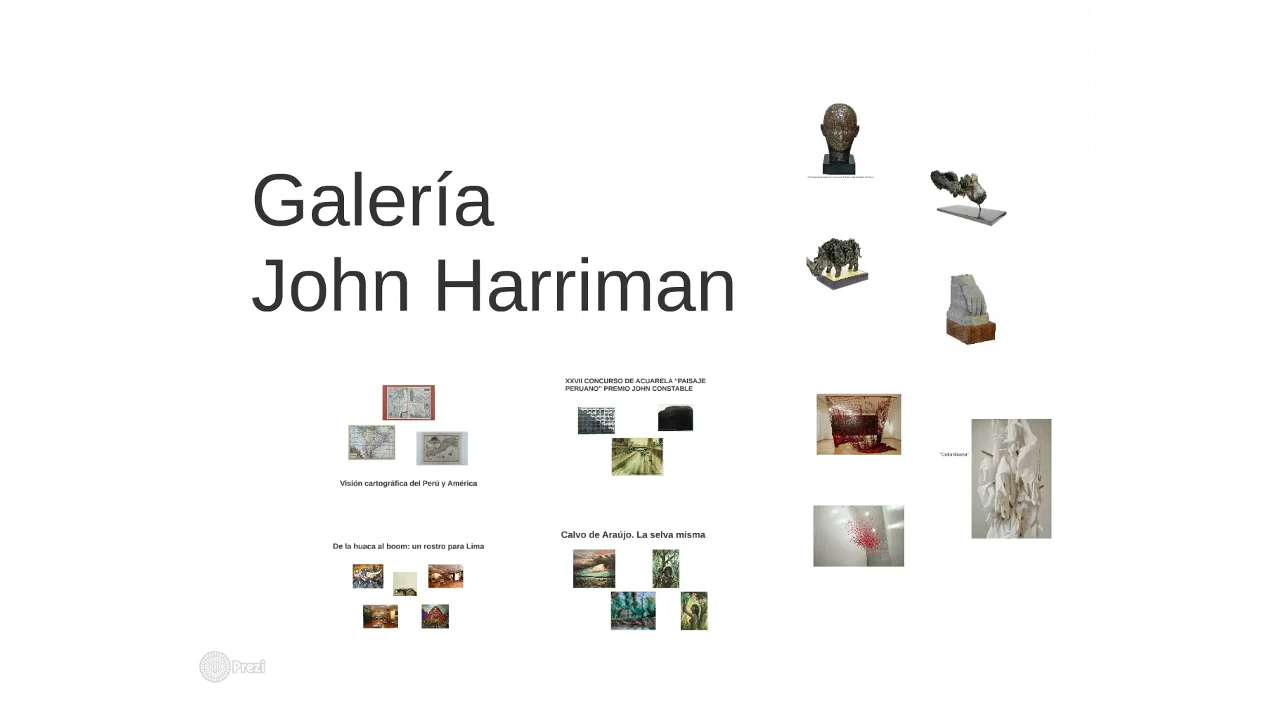 Galería
John Harriman
XXVII CONCURSO DE ACUARELA "PAISAJE
PERUANO" PREMIO JOHN CONSTABLE
Visión cartográfica del Perú y América
Calvo de Araújo. La selva misma
De la huaca al boom: un rostro para Lima
Prezi